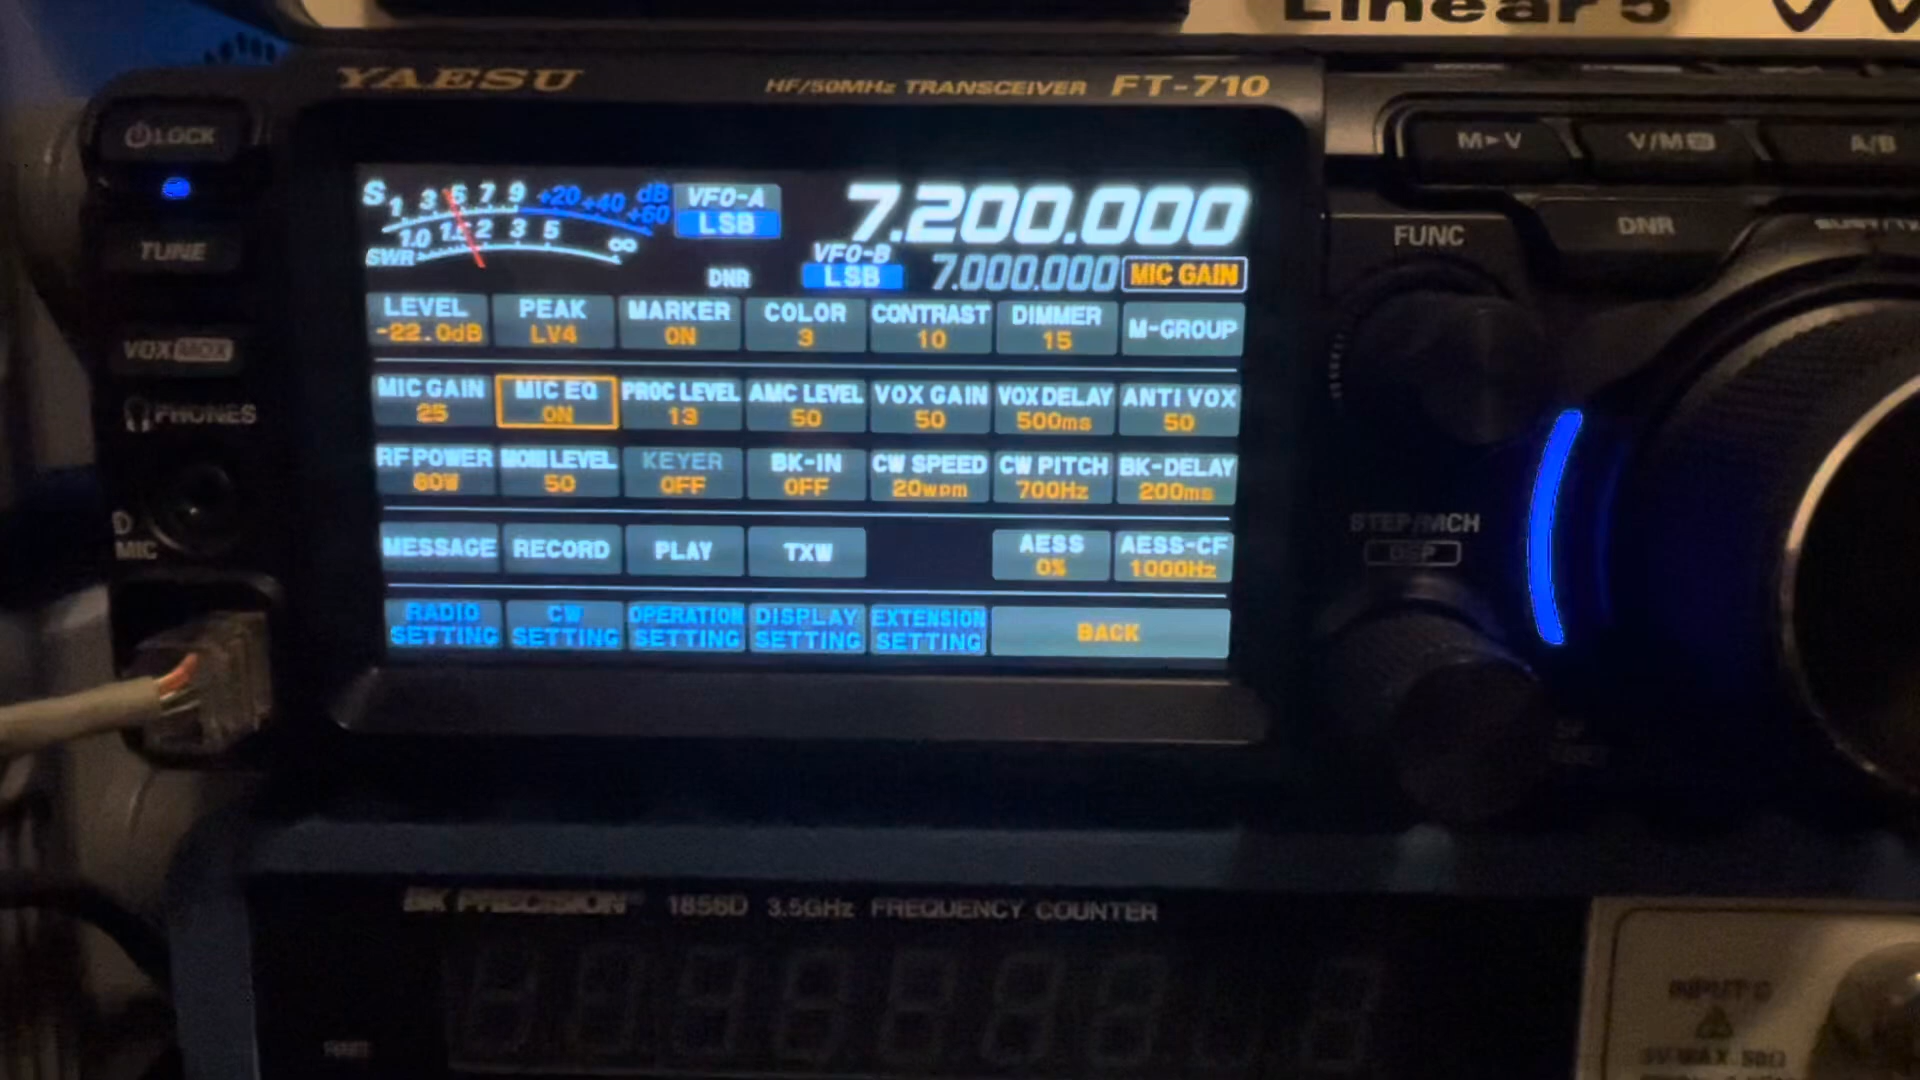 Linear 5
YAESU
HF/50MHz TRANSCEIVER FT-710
LOCK
TUNE
VOX MOX
PHONES
MIC
S 1 3 5 7 9 +20 +40 +60 dB
SWR 1.0 1.5 2 3 5 ∞
VFO-A
LSB
7.200.000
VFO-B
DNR
LSB
7.000.000
MIC GAIN
LEVEL PEAK MARKER COLOR CONTRAST DIMMER M-GROUP
-22.0dB LV4 ON 3 10 15
MIC GAIN MIC EQ PROC LEVEL AMC LEVEL VOX GAIN VOX DELAY ANTI VOX
25 ON 13 50 50 500ms 50
RF POWER MONI LEVEL KEYER BK-IN CW SPEED CW PITCH BK-DELAY
50 OFF OFF 20wpm 700Hz 200ms
MESSAGE RECORD PLAY TXW AESS AESS-CF
0% 1000Hz
RADIO SETTING CW SETTING OPERATION SETTING DISPLAY SETTING EXTENSION SETTING BACK
M►V V/M A/B
FUNC
DNR
STEP/MCH
BK PRECISION 1856D 3.5GHz FREQUENCY COUNTER